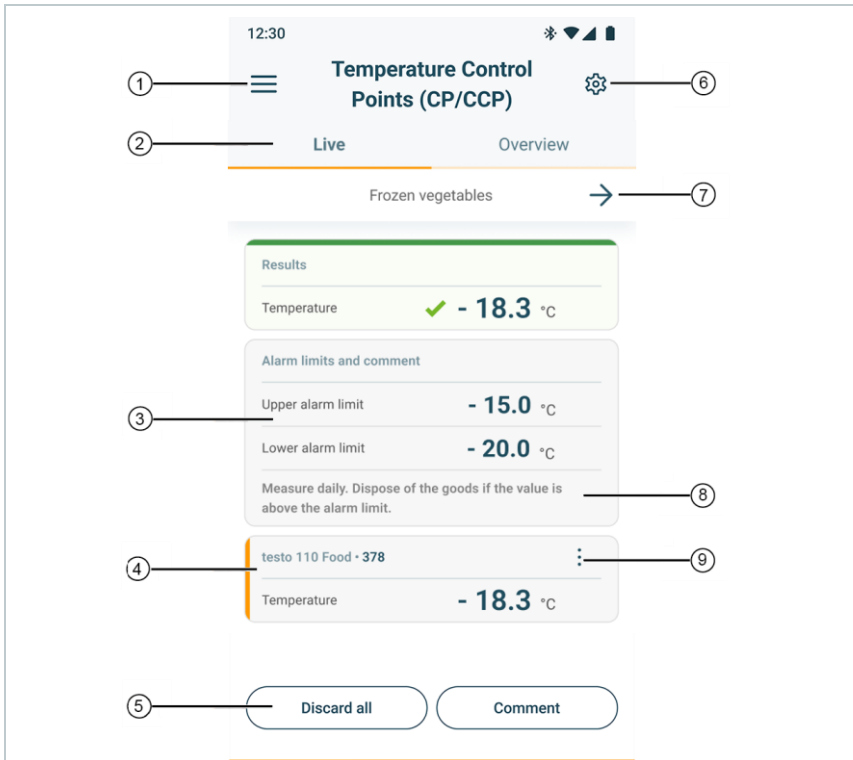 12:30
① Temperature Control ⑥
Points (CP/CCP)
② Live Overview
Frozen vegetables ⑦
Results
Temperature - 18.3 °C
Alarm limits and comment
③ Upper alarm limit - 15.0 °C
Lower alarm limit - 20.0 °C
Measure daily. Dispose of the goods if the value is ⑧
above the alarm limit.
④ testo 110 Food • 378 ⑨
Temperature - 18.3 °C
⑤ Discard all Comment